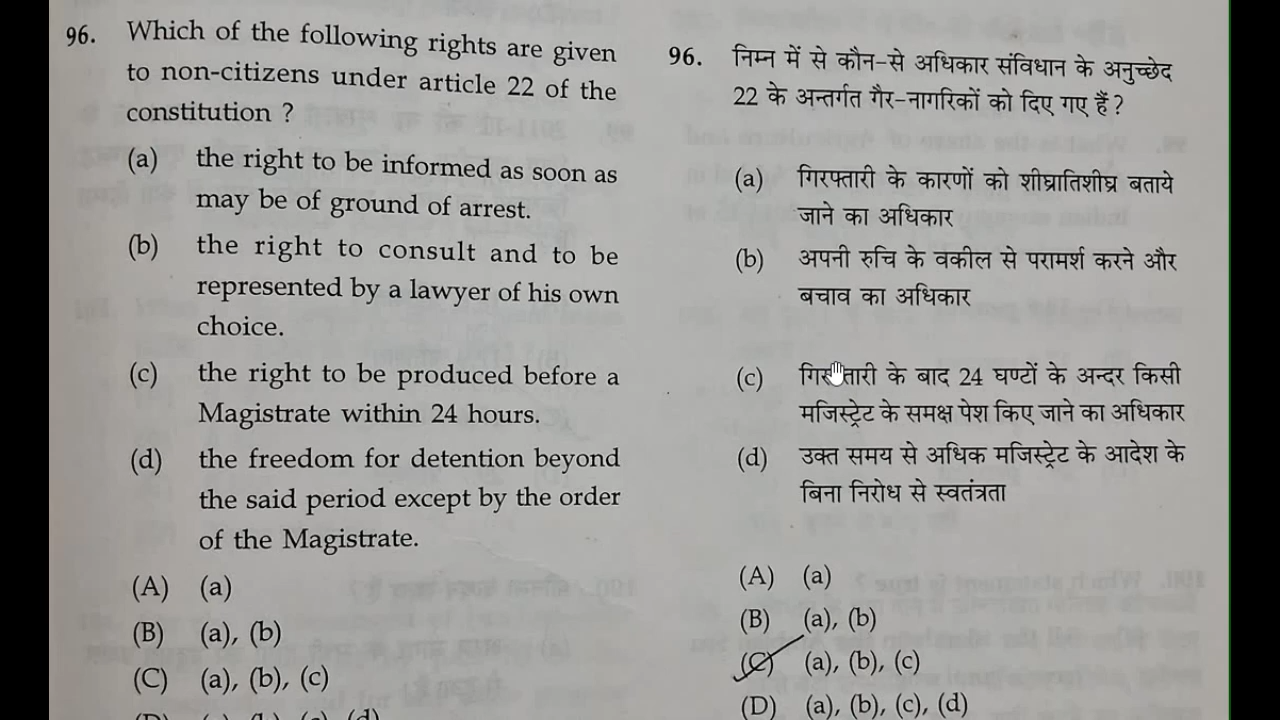 96. Which of the following rights are given
to non-citizens under article 22 of the
constitution ?
(a) the right to be informed as soon as
may be of ground of arrest.
(b) the right to consult and to be
represented by a lawyer of his own
choice.
(c) the right to be produced before a
Magistrate within 24 hours.
(d) the freedom for detention beyond
the said period except by the order
of the Magistrate.
(A) (a)
(B) (a), (b)
(C) (a), (b), (c)
(D) (a), (b), (c), (d)
96. निम्न में से कौन-से अधिकार संविधान के अनुच्छेद
22 के अन्तर्गत गैर-नागरिकों को दिए गए हैं ?
(a) गिरफ्तारी के कारणों को शीघ्रातिशीघ्र बताये
जाने का अधिकार
(b) अपनी रुचि के वकील से परामर्श करने और
बचाव का अधिकार
(c) गिरफ्तारी के बाद 24 घण्टों के अन्दर किसी
मजिस्ट्रेट के समक्ष पेश किए जाने का अधिकार
(d) उक्त समय से अधिक मजिस्ट्रेट के आदेश के
बिना निरोध से स्वतंत्रता
(A) (a)
(B) (a), (b)
(C) (a), (b), (c)
(D) (a), (b), (c), (d)